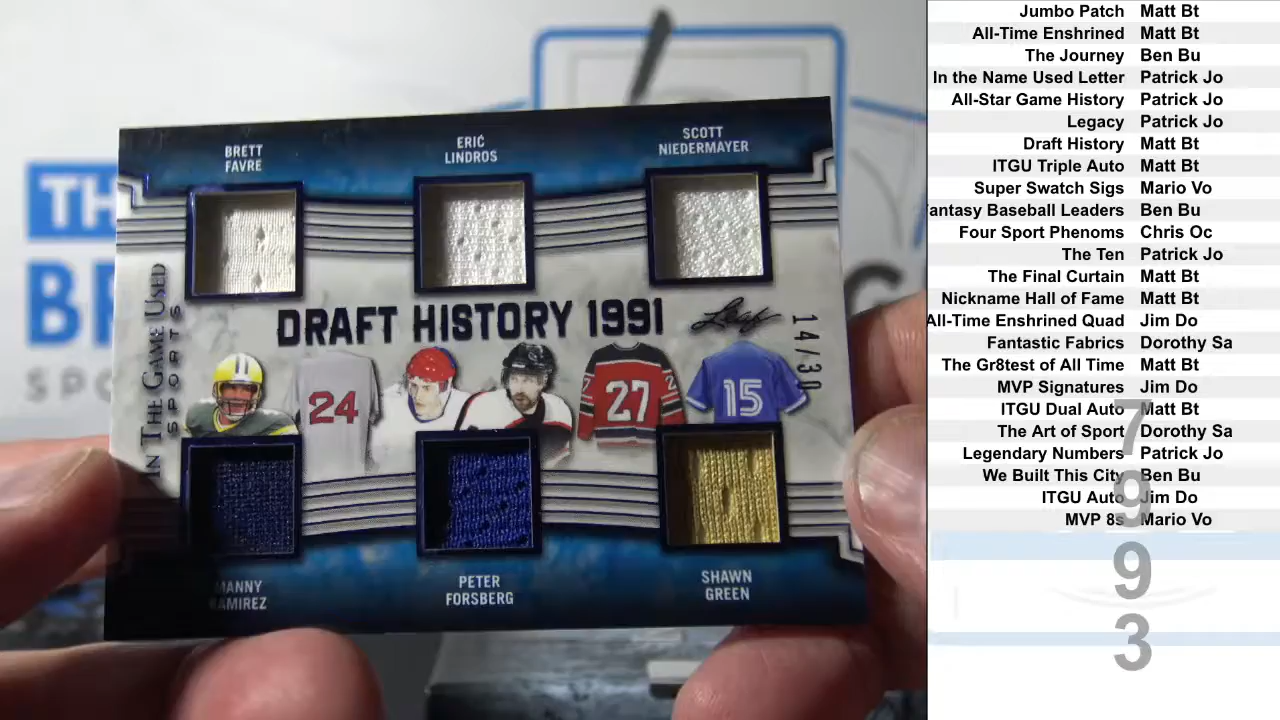 BRETT
FAVRE
ERIC
LINDROS
SCOTT
NIEDERMAYER
IN THE GAME USED
SPORTS
DRAFT HISTORY 1991
Leaf
14/30
24
27
15
MANNY
RAMIREZ
PETER
FORSBERG
SHAWN
GREEN
TH
BR
SPO
G
Jumbo Patch Matt Bt
All-Time Enshrined Matt Bt
The Journey Ben Bu
In the Name Used Letter Patrick Jo
All-Star Game History Patrick Jo
Legacy Patrick Jo
Draft History Matt Bt
ITGU Triple Auto Matt Bt
Super Swatch Sigs Mario Vo
antasy Baseball Leaders Ben Bu
Four Sport Phenoms Chris Oc
The Ten Patrick Jo
The Final Curtain Matt Bt
Nickname Hall of Fame Matt Bt
All-Time Enshrined Quad Jim Do
Fantastic Fabrics Dorothy Sa
The Gr8test of All Time Matt Bt
MVP Signatures Jim Do
ITGU Dual Auto Matt Bt
The Art of Sport Dorothy Sa
Legendary Numbers Patrick Jo
We Built This City Ben Bu
ITGU Auto Jim Do
MVP 8s Mario Vo
7
9
9
3